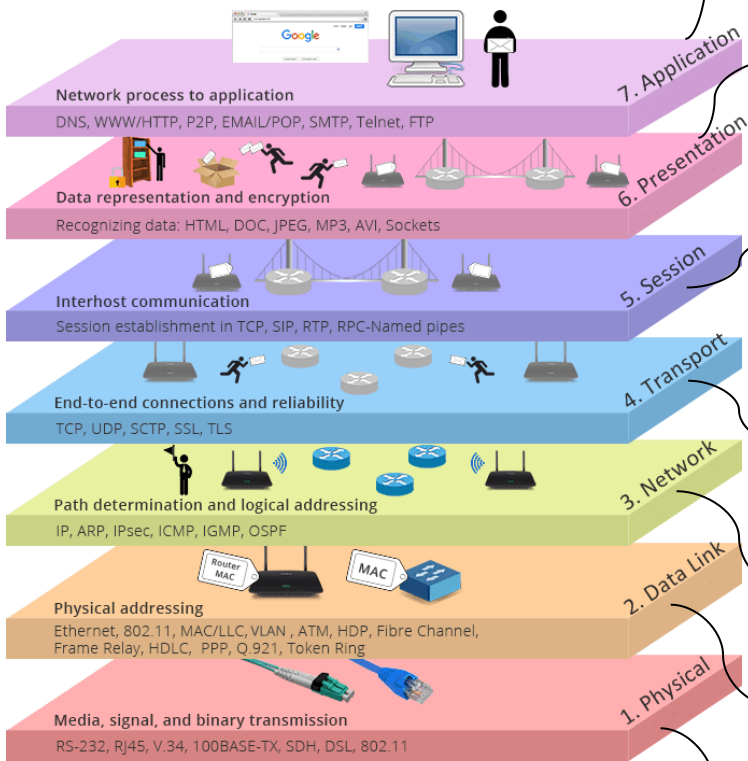 Google
7. Application
Network process to application
DNS, WWW/HTTP, P2P, EMAIL/POP, SMTP, Telnet, FTP
6. Presentation
Data representation and encryption
Recognizing data: HTML, DOC, JPEG, MP3, AVI, Sockets
5. Session
Interhost communication
Session establishment in TCP, SIP, RTP, RPC-Named pipes
4. Transport
End-to-end connections and reliability
TCP, UDP, SCTP, SSL, TLS
3. Network
Path determination and logical addressing
IP, ARP, IPsec, ICMP, IGMP, OSPF
Router
MAC
MAC
2. Data Link
Physical addressing
Ethernet, 802.11, MAC/LLC, VLAN , ATM, HDP, Fibre Channel,
Frame Relay, HDLC, PPP, Q.921, Token Ring
1. Physical
Media, signal, and binary transmission
RS-232, RJ45, V.34, 100BASE-TX, SDH, DSL, 802.11